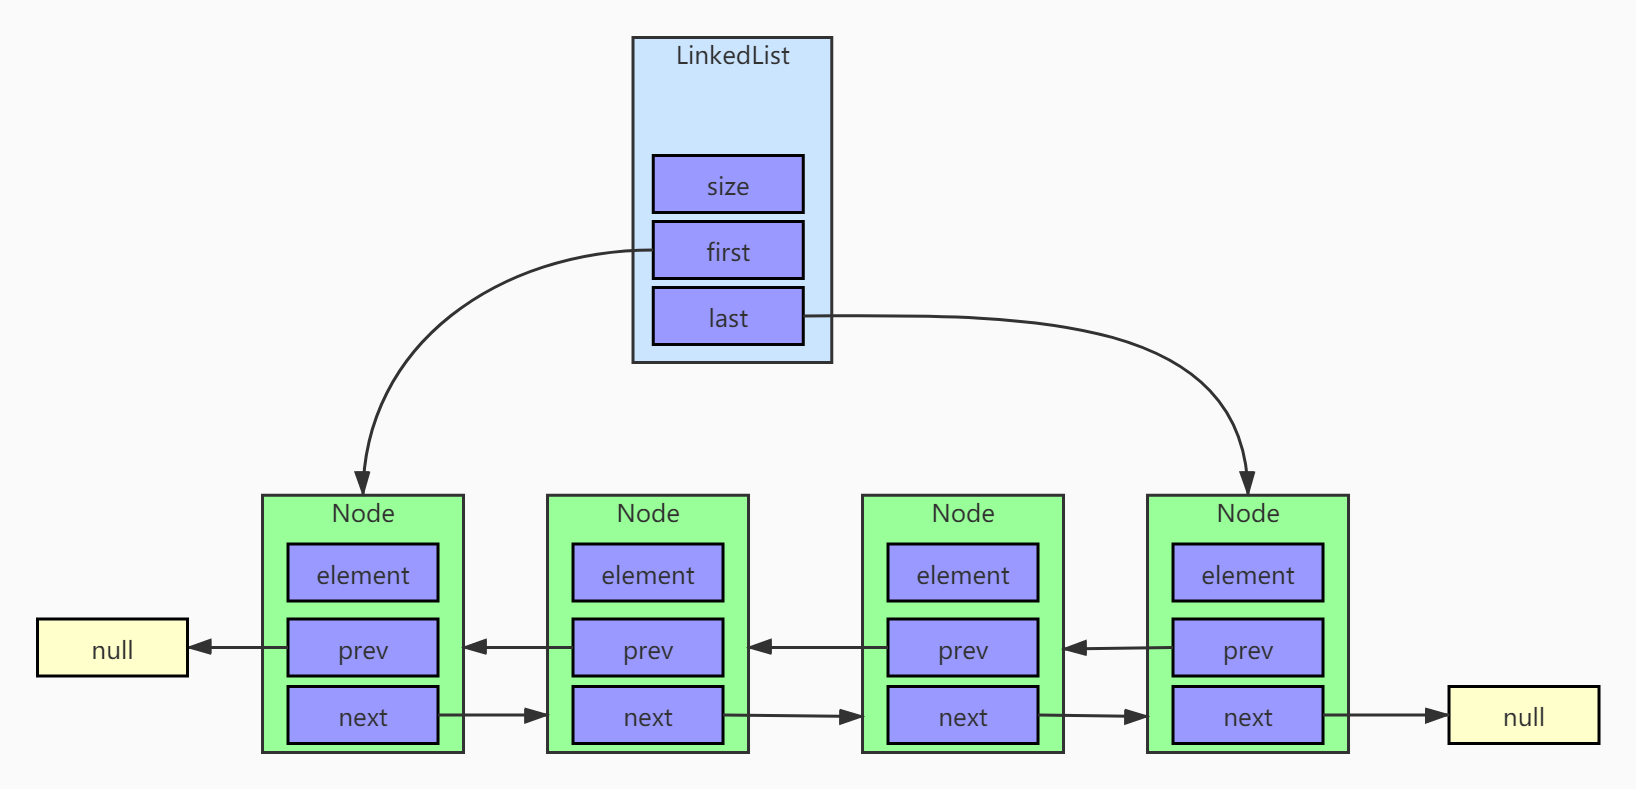 LinkedList
size
first
last
Node
Node
Node
Node
element
element
element
element
null
prev
prev
prev
prev
next
next
next
next
null